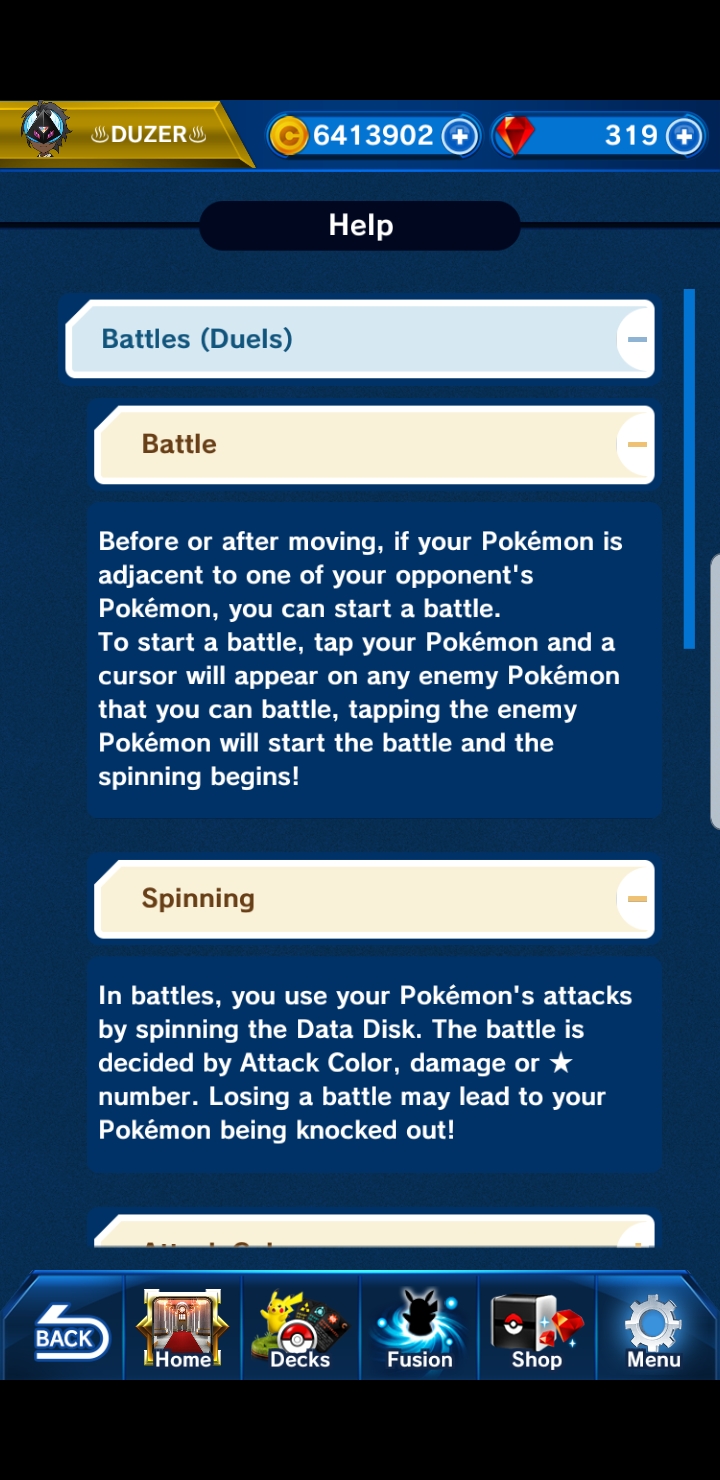 ♨DUZER♨
C 6413902
319
Help
Battles (Duels)
Battle
Before or after moving, if your Pokémon is
adjacent to one of your opponent's
Pokémon, you can start a battle.
To start a battle, tap your Pokémon and a
cursor will appear on any enemy Pokémon
that you can battle, tapping the enemy
Pokémon will start the battle and the
spinning begins!
Spinning
In battles, you use your Pokémon's attacks
by spinning the Data Disk. The battle is
decided by Attack Color, damage or ★
number. Losing a battle may lead to your
Pokémon being knocked out!
BACK
Home
Decks
Fusion
Shop
Menu